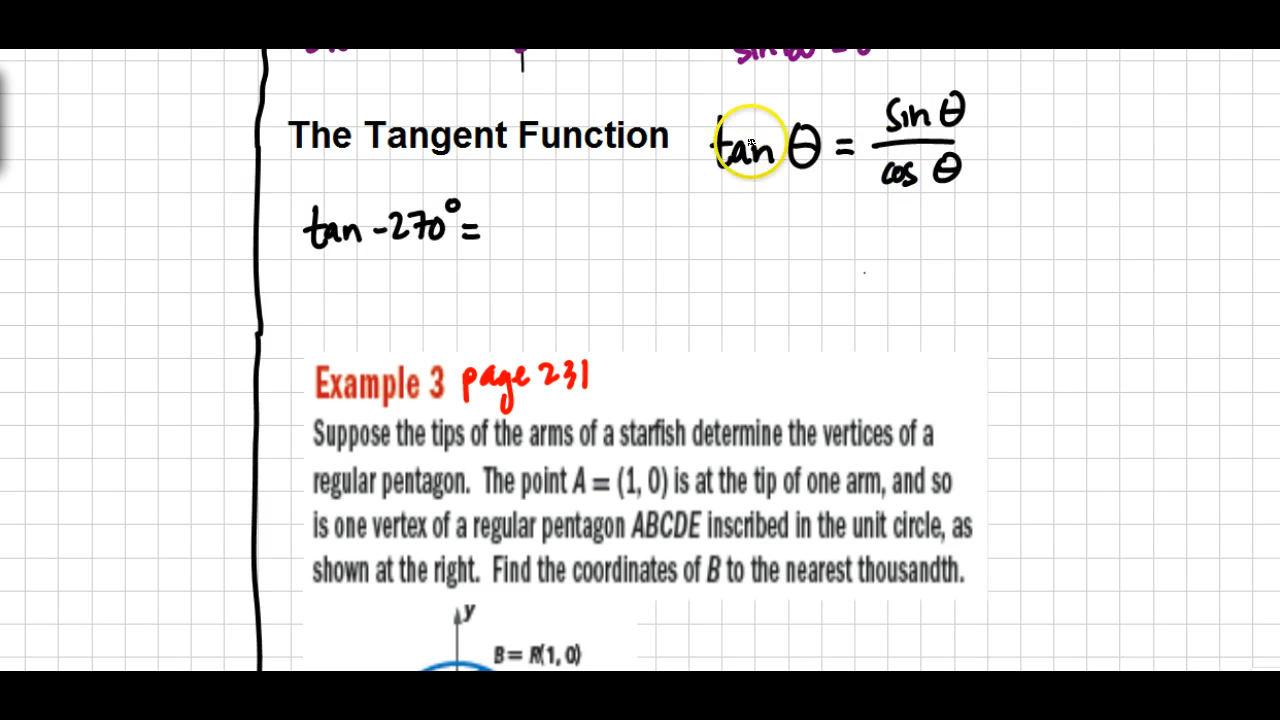 The Tangent Function tan θ = sin θ / cos θ
tan -270° =
Example 3 page 231
Suppose the tips of the arms of a starfish determine the vertices of a
regular pentagon. The point A = (1, 0) is at the tip of one arm, and so
is one vertex of a regular pentagon ABCDE inscribed in the unit circle, as
shown at the right. Find the coordinates of B to the nearest thousandth.
y
B = R(1, 0)